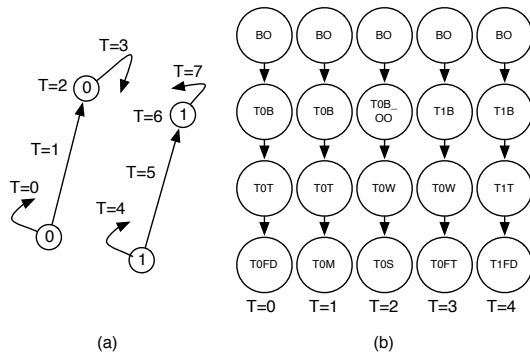 T=3
T=2
0
T=1
T=0
0
T=7
T=6
1
T=5
T=4
1
(a)
BO BO BO BO BO
T0B T0B T0B_ T1B T1B
OO
T0T T0T T0W T0W T1T
T0FD T0M T0S T0FT T1FD
T=0 T=1 T=2 T=3 T=4
(b)